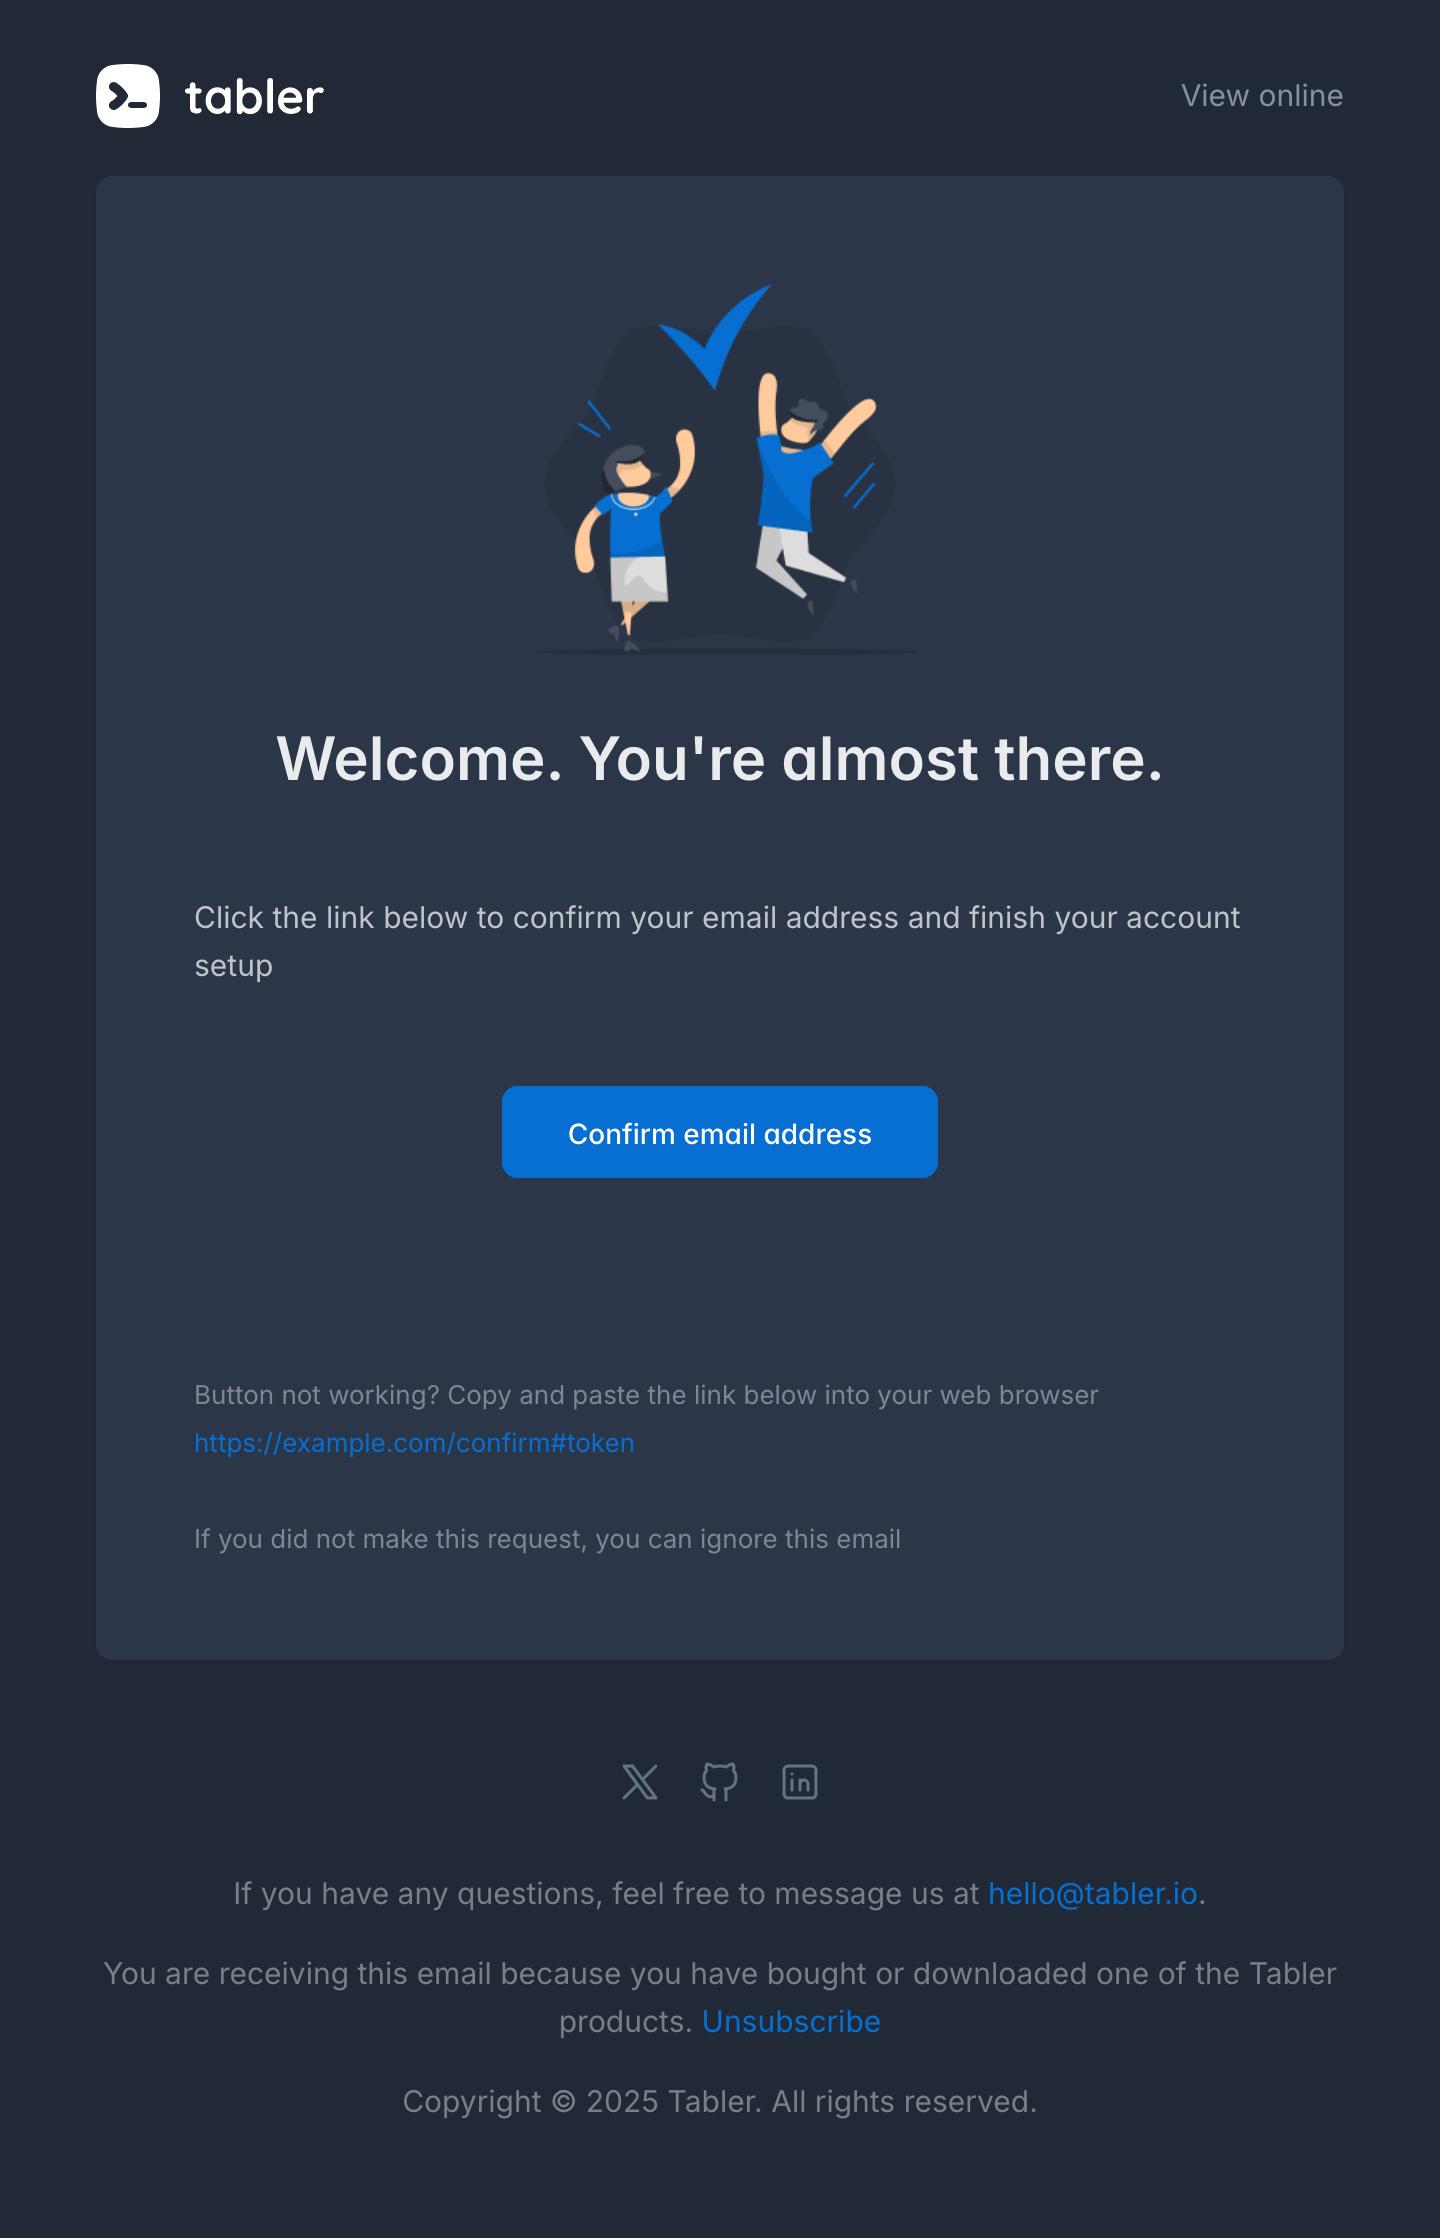 tabler
View online
Welcome. You're almost there.
Click the link below to confirm your email address and finish your account
setup
Confirm email address
Button not working? Copy and paste the link below into your web browser
https://example.com/confirm#token
If you did not make this request, you can ignore this email
in
If you have any questions, feel free to message us at hello@tabler.io.
You are receiving this email because you have bought or downloaded one of the Tabler
products. Unsubscribe
Copyright © 2025 Tabler. All rights reserved.